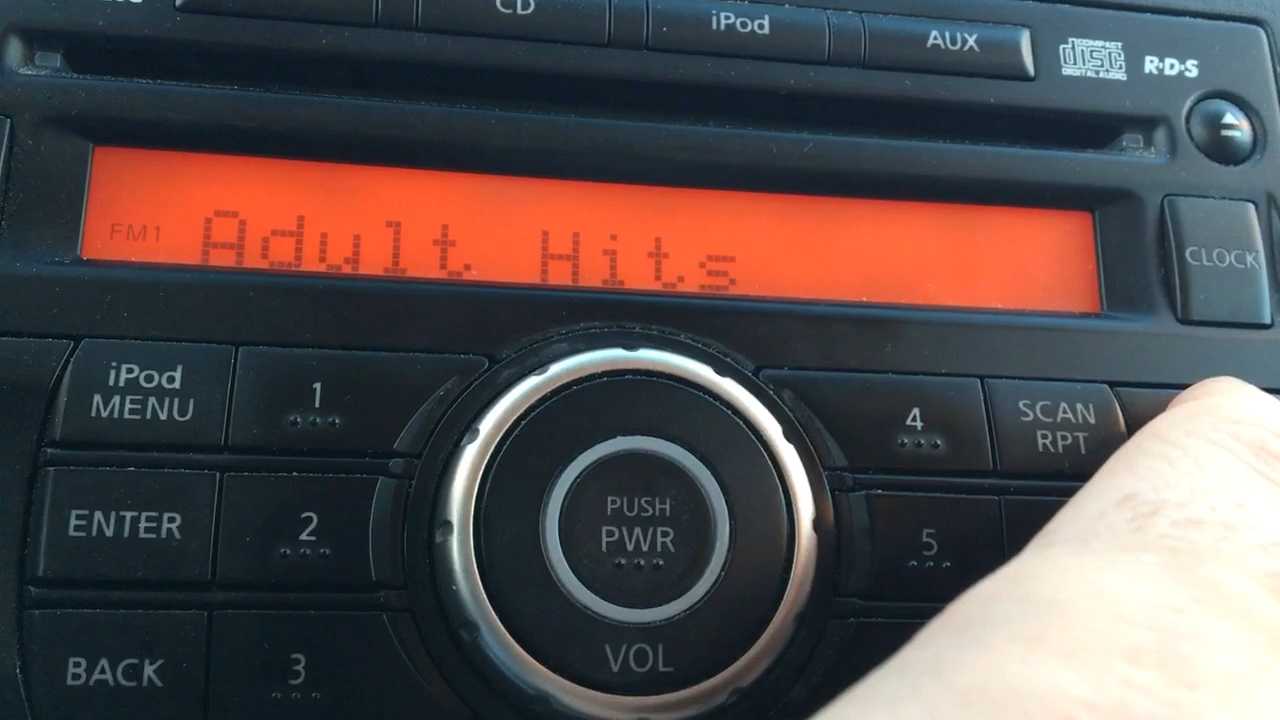 CD
iPod
AUX
COMPACT
disc
DIGITAL AUDIO
R·D·S
FM1
Adult Hits
CLOCK
iPod
MENU
1
4
SCAN
RPT
ENTER
2
PUSH
PWR
5
BACK
3
VOL